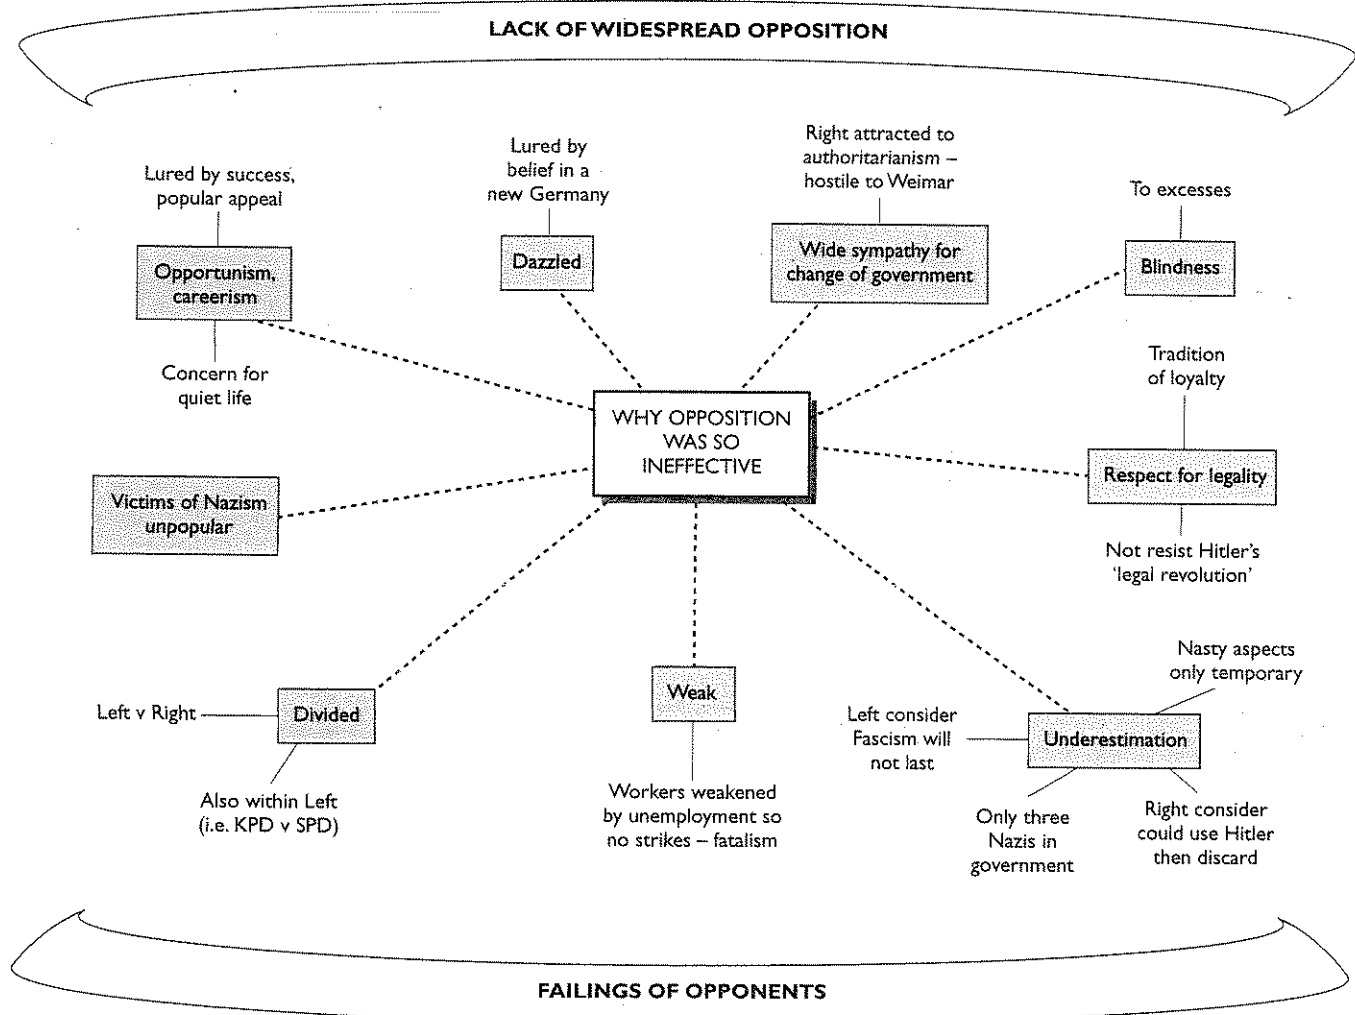 LACK OF WIDESPREAD OPPOSITION
Lured by success,
popular appeal
Opportunism,
careerism
Concern for
quiet life
Lured by
belief in a
new Germany
Dazzled
Right attracted to
authoritarianism –
hostile to Weimar
Wide sympathy for
change of government
To excesses
Blindness
WHY OPPOSITION
WAS SO
INEFFECTIVE
Tradition
of loyalty
Respect for legality
Not resist Hitler's
'legal revolution'
Victims of Nazism
unpopular
Left v Right
Divided
Also within Left
(i.e. KPD v SPD)
Weak
Workers weakened
by unemployment so
no strikes – fatalism
Nasty aspects
only temporary
Left consider
Fascism will
not last
Underestimation
Only three
Nazis in
government
Right consider
could use Hitler
then discard
FAILINGS OF OPPONENTS